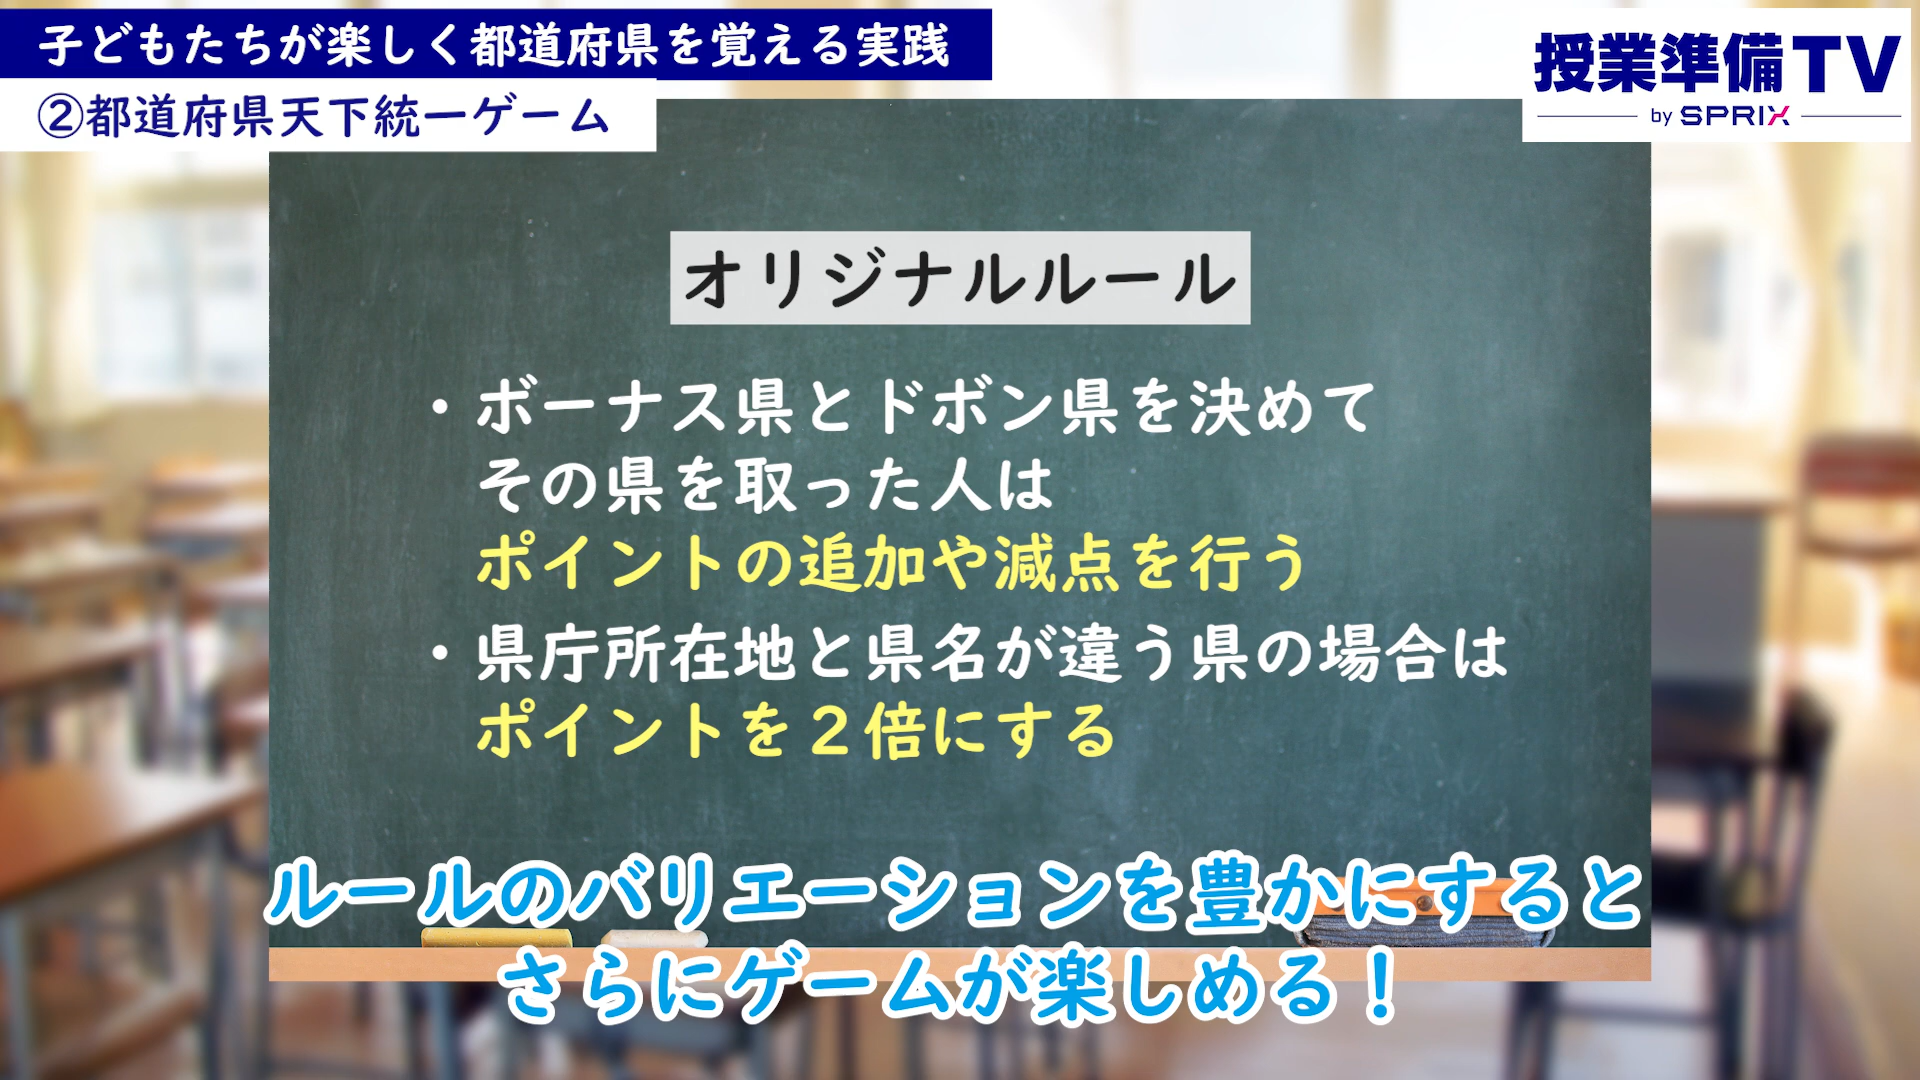 子どもたちが楽しく都道府県を覚える実践
②都道府県天下統一ゲーム
授業準備TV
by SPRIX
オリジナルルール
・ボーナス県とドボン県を決めて
その県を取った人は
ポイントの追加や減点を行う
・県庁所在地と県名が違う県の場合は
ポイントを２倍にする
ルールのバリエーションを豊かにすると
さらにゲームが楽しめる！